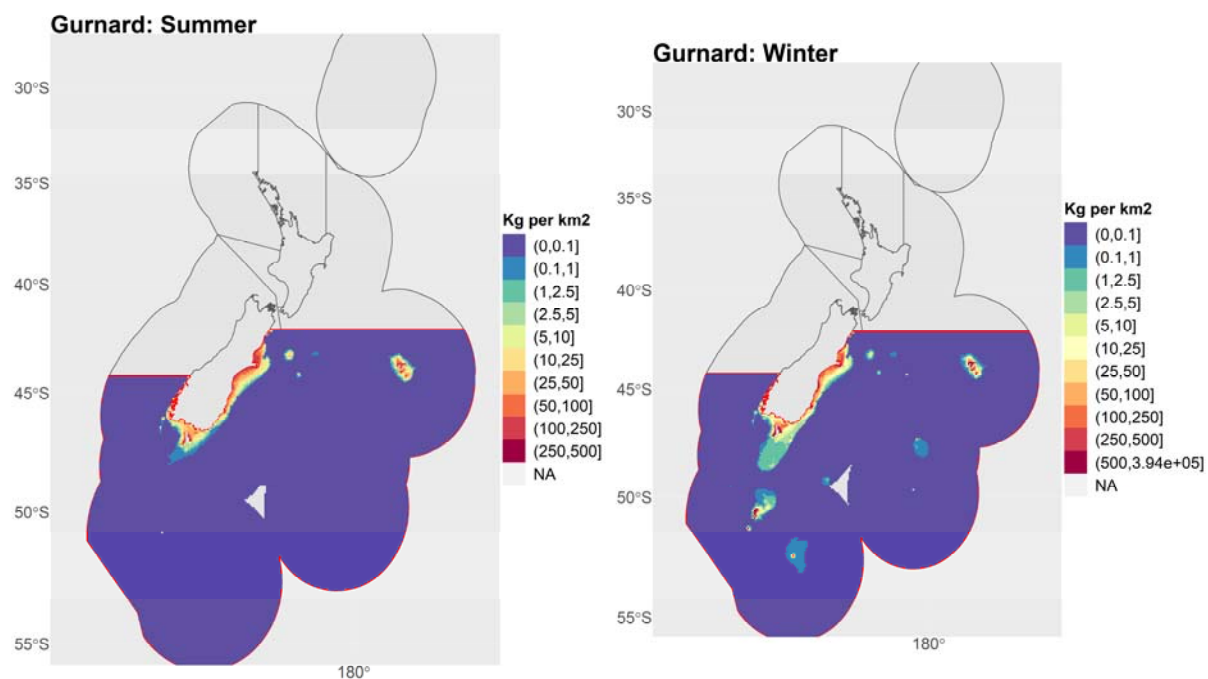 Gurnard: Summer
30°S
35°S
40°S
45°S
50°S
55°S
180°
Kg per km2
(0,0.1]
(0.1,1]
(1,2.5]
(2.5,5]
(5,10]
(10,25]
(25,50]
(50,100]
(100,250]
(250,500]
NA
Gurnard: Winter
30°S
35°S
40°S
45°S
50°S
55°S
180°
Kg per km2
(0,0.1]
(0.1,1]
(1,2.5]
(2.5,5]
(5,10]
(10,25]
(25,50]
(50,100]
(100,250]
(250,500]
(500,3.94e+05]
NA